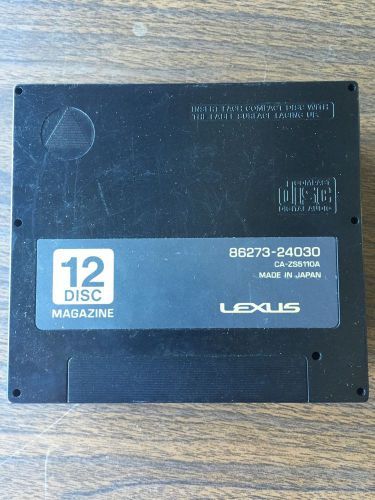 INSERT EACH COMPACT DISC WITH
THE LABEL SURFACE FACING UP.
COMPACT
disc
DIGITAL AUDIO
12
DISC
MAGAZINE
86273-24030
CA-ZS6110A
MADE IN JAPAN
LEXUS